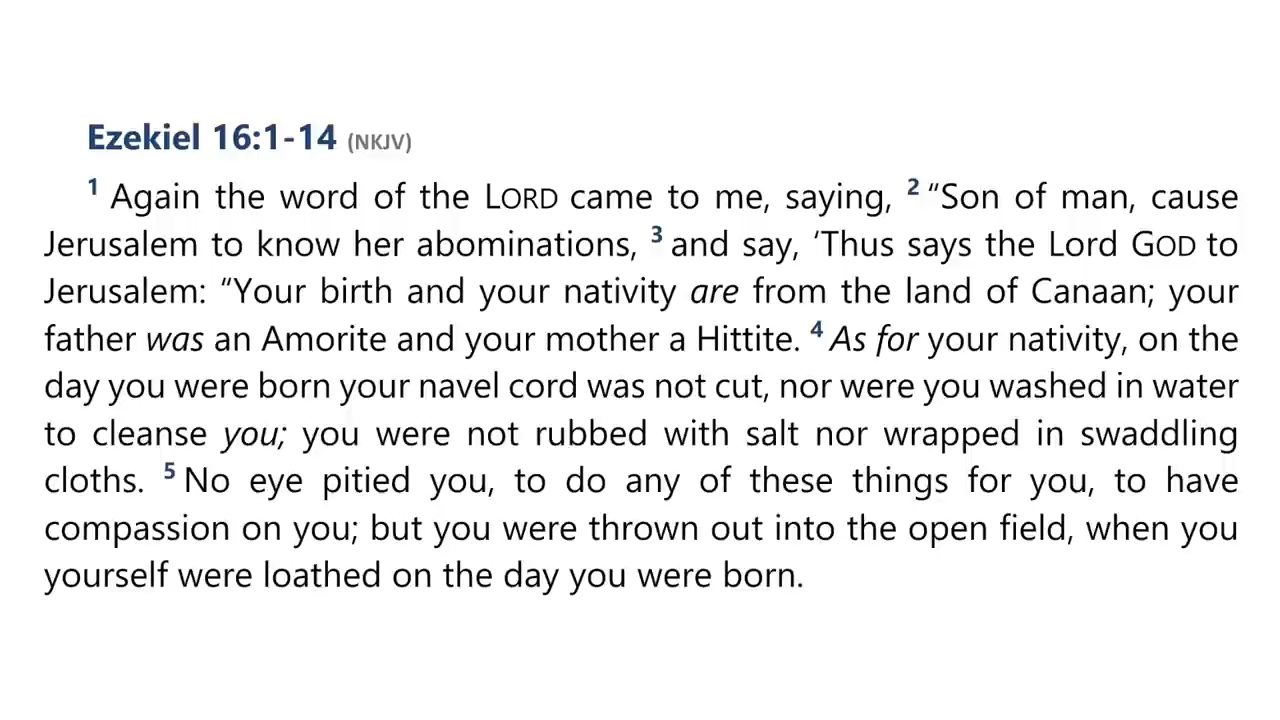 Ezekiel 16:1-14 (NKJV)
1 Again the word of the LORD came to me, saying, 2 “Son of man, cause
Jerusalem to know her abominations, 3 and say, ‘Thus says the Lord GOD to
Jerusalem: “Your birth and your nativity are from the land of Canaan; your
father was an Amorite and your mother a Hittite. 4 As for your nativity, on the
day you were born your navel cord was not cut, nor were you washed in water
to cleanse you; you were not rubbed with salt nor wrapped in swaddling
cloths. 5 No eye pitied you, to do any of these things for you, to have
compassion on you; but you were thrown out into the open field, when you
yourself were loathed on the day you were born.